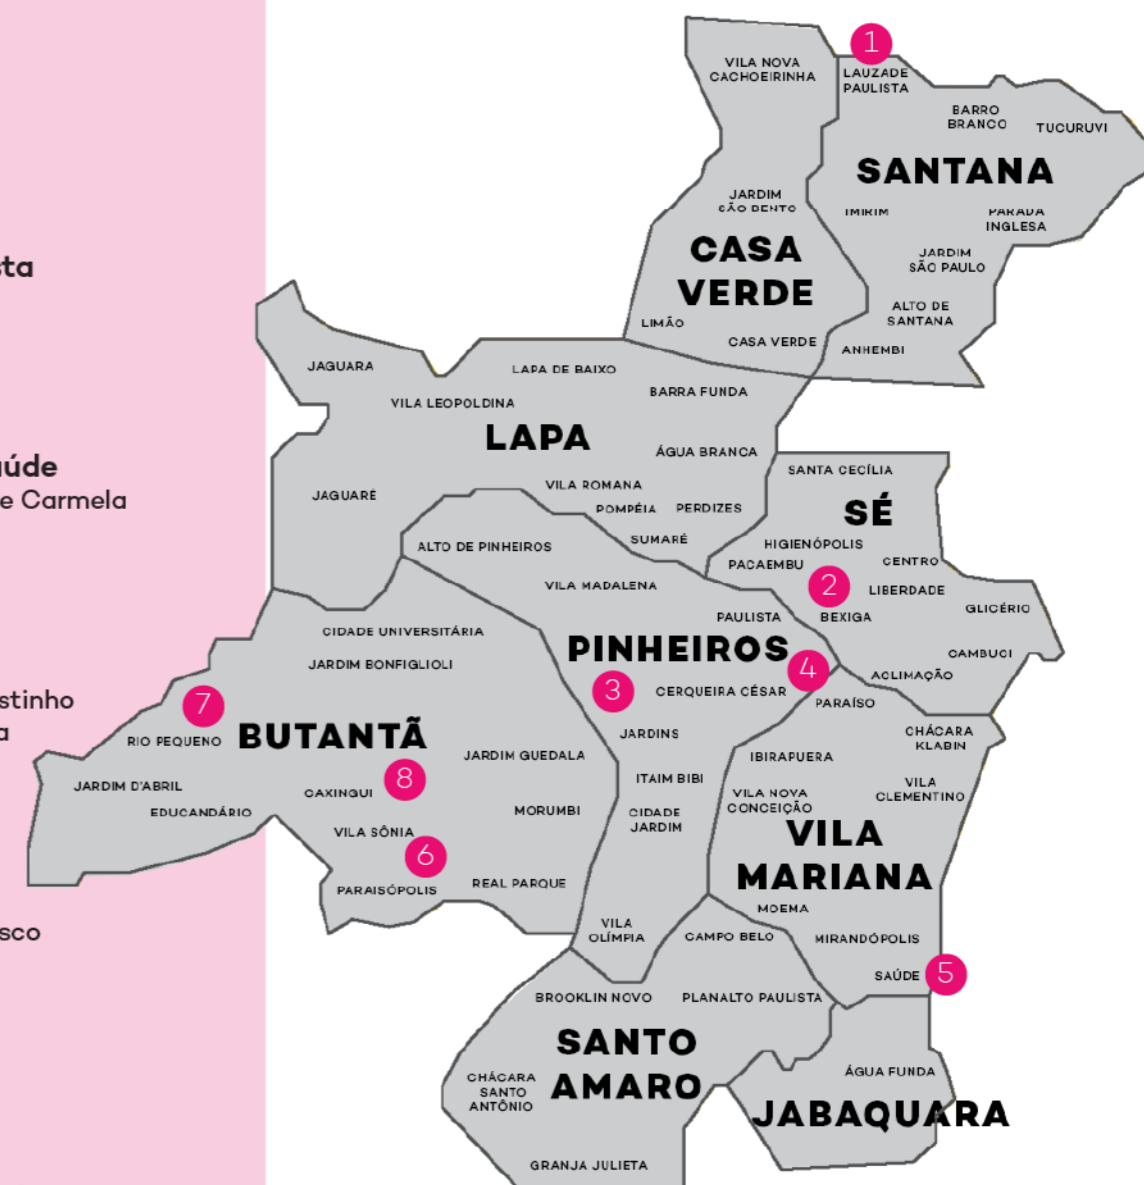 sta
aúde
e Carmela
stinho
a
sco
1
LAUZADE
PAULISTA
VILA NOVA
CACHOEIRINHA
BARRO
BRANCO
TUCURUVI
SANTANA
JARDIM
SÃO BENTO
IMIRIM
PARADA
INGLESA
CASA
VERDE
JARDIM
SÃO PAULO
ALTO DE
SANTANA
LIMÃO
CASA VERDE
ANHEMBI
JAGUARA
LAPA DE BAIXO
BARRA FUNDA
VILA LEOPOLDINA
LAPA
ÁGUA BRANCA
JAGUARÉ
VILA ROMANA
POMPÉIA
PERDIZES
SUMARÉ
SANTA CECÍLIA
SÉ
HIGIENÓPOLIS
PACAEMBU
CENTRO
2
LIBERDADE
BEXIGA
GLICÉRIO
CAMBUCI
ACLIMAÇÃO
ALTO DE PINHEIROS
VILA MADALENA
PAULISTA
PINHEIROS
4
3
CERQUEIRA CÉSAR
JARDINS
ITAIM BIBI
CIDADE
JARDIM
VILA
OLÍMPIA
CIDADE UNIVERSITÁRIA
JARDIM BONFIGLIOLI
7
RIO PEQUENO
BUTANTÃ
JARDIM GUEDALA
JARDIM D'ABRIL
CAXINGUI
8
EDUCANDÁRIO
MORUMBI
VILA SÔNIA
6
PARAISÓPOLIS
REAL PARQUE
PARAÍSO
CHÁCARA
KLABIN
IBIRAPUERA
VILA
CLEMENTINO
VILA NOVA
CONCEIÇÃO
VILA
MARIANA
MOEMA
MIRANDÓPOLIS
SAÚDE
5
CAMPO BELO
BROOKLIN NOVO
PLANALTO PAULISTA
SANTO
AMARO
CHÁCARA
SANTO
ANTÔNIO
GRANJA JULIETA
ÁGUA FUNDA
JABAQUARA